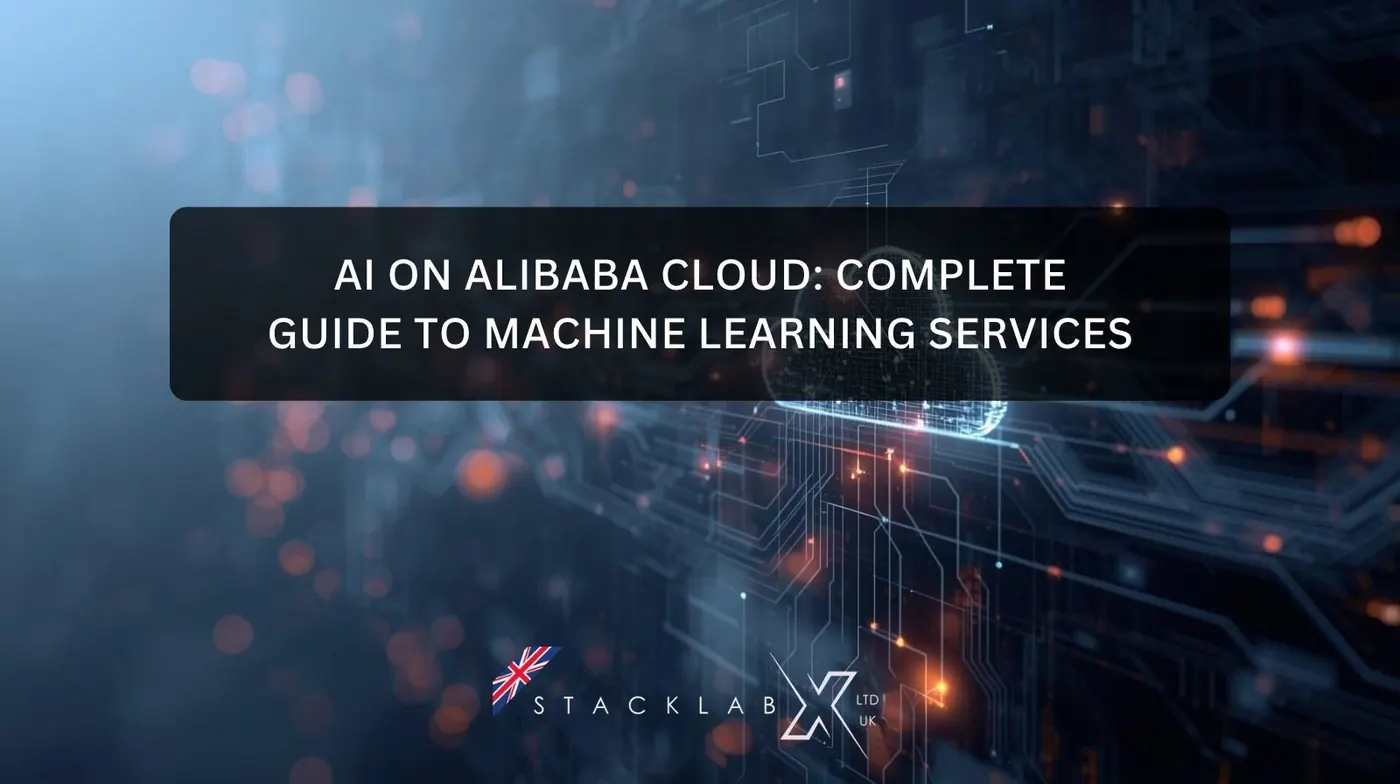 AI ON ALIBABA CLOUD: COMPLETE
GUIDE TO MACHINE LEARNING SERVICES
STACKLAB X LTD
UK